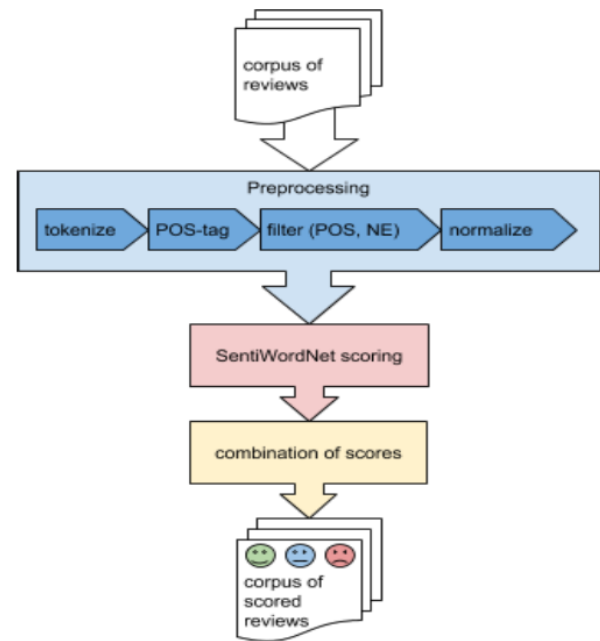 corpus of
reviews
Preprocessing
tokenize POS-tag filter (POS, NE) normalize
SentiWordNet scoring
combination of scores
corpus of
scored
reviews